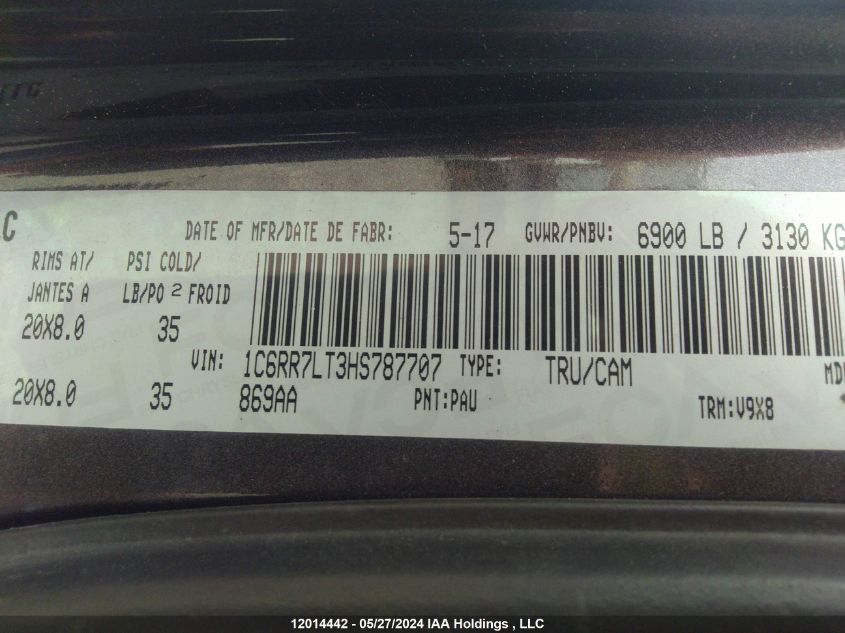 C DATE OF MFR/DATE DE FABR: 5-17 GVWR/PNBV: 6900 LB / 3130 KG
RIMS AT/ PSI COLD/
JANTES A LB/PO 2 FROID
20X8.0 35
VIN: 1C6RR7LT3HS787707 TYPE: TRU/CAM
20X8.0 35 869AA PNT:PAU TRM:V9X8
12014442 - 05/27/2024 IAA Holdings , LLC